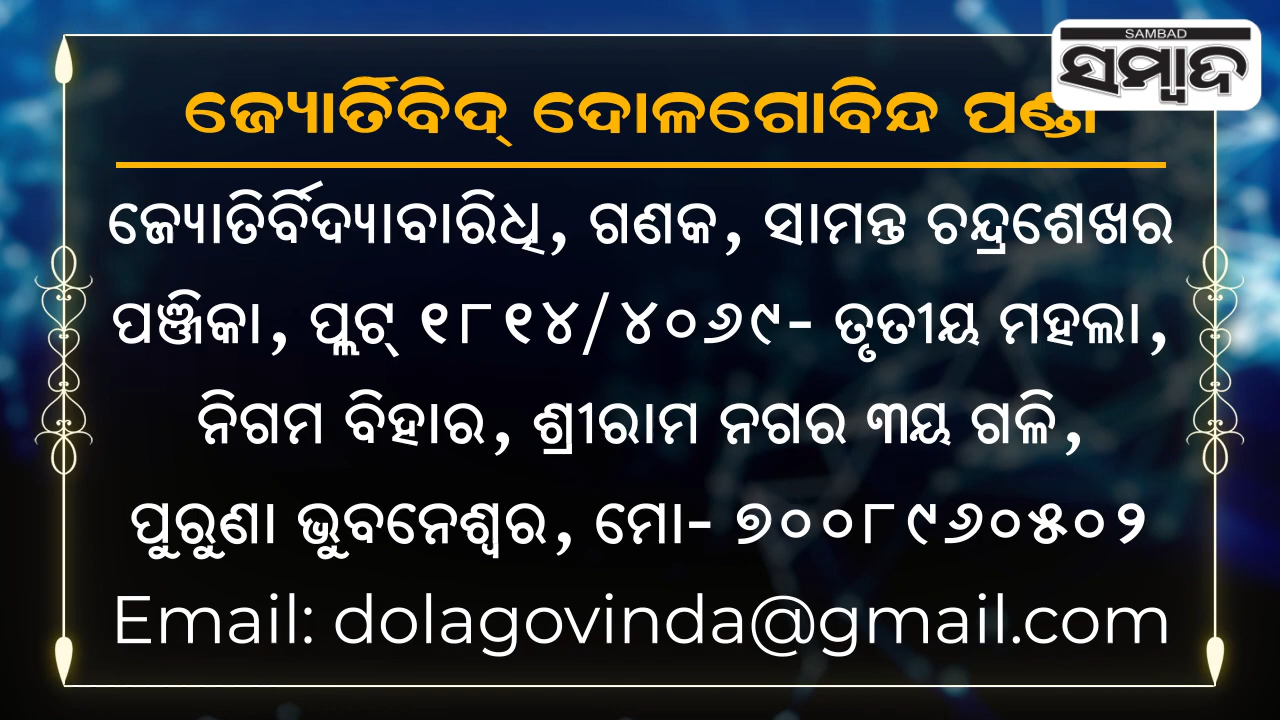 SAMBAD
ସମ୍ବାଦ
ଜ୍ୟୋର୍ତିବିଦ୍ ଦୋଳଗୋବିନ୍ଦ ପଣ୍ଡା
ଜ୍ୟୋତିର୍ବିଦ୍ୟାବାରିଧି, ଗଣକ, ସାମନ୍ତ ଚନ୍ଦ୍ରଶେଖର
ପଞ୍ଜିକା, ପ୍ଲଟ୍ ୧୮୧୪/୪୦୬୯- ତୃତୀୟ ମହଲା,
ନିଗମ ବିହାର, ଶ୍ରୀରାମ ନଗର ୩ୟ ଗଳି,
ପୁରୁଣା ଭୁବନେଶ୍ୱର, ମୋ- ୭୦୦୮୯୬୦୫୦୨
Email: dolagovinda@gmail.com